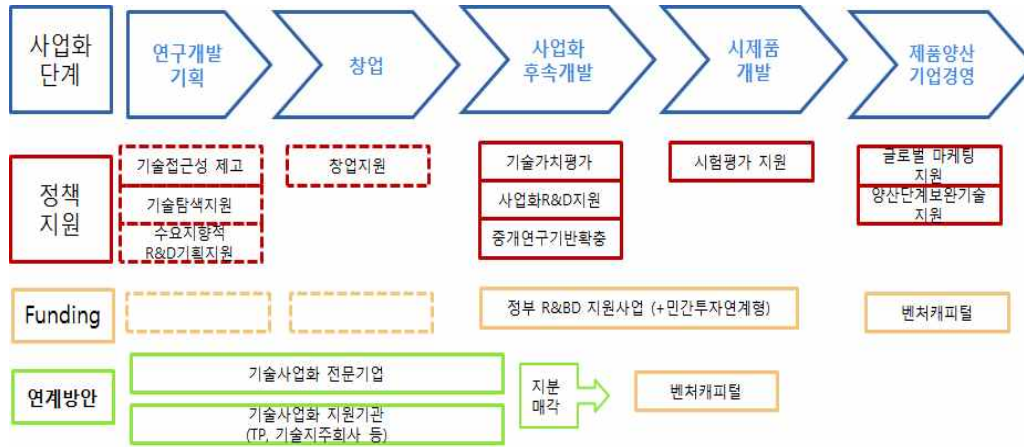 사업화
단계
연구개발
기획
창업
사업화
후속개발
시제품
개발
제품양산
기업경영
정책
지원
기술접근성 제고
기술탐색지원
수요지향적
R&D기획지원
창업지원
기술가치평가
사업화R&D지원
중개연구기반확충
시험평가 지원
글로벌 마케팅
지원
양산단계보완기술
지원
Funding
정부 R&BD 지원사업 (+민간투자연계형)
벤처캐피털
연계방안
기술사업화 전문기업
기술사업화 지원기관
(TP, 기술지주회사 등)
지분
매각
벤처캐피털